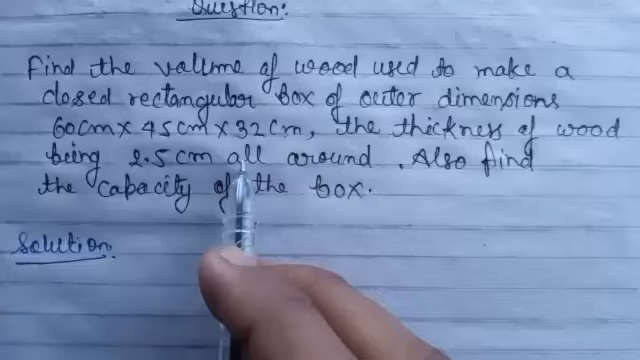 Question:
Find the volume of wood used to make a
closed rectangular box of outer dimensions
60cm × 45cm × 32cm, the thickness of wood
being 2.5cm all around. Also find
the capacity of the box.
Solution: